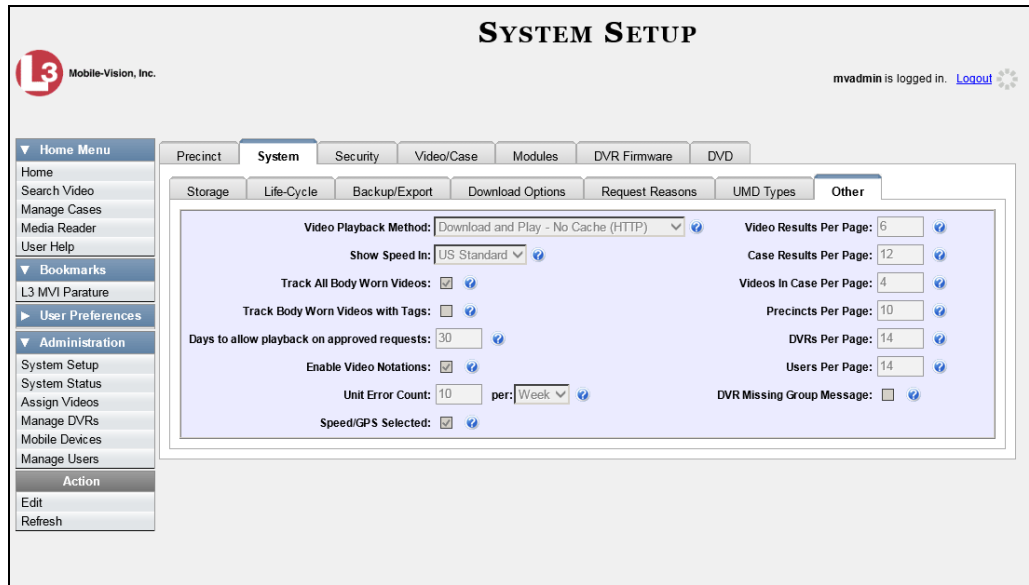 SYSTEM SETUP
L3 Mobile-Vision, Inc.
mvadmin is logged in. Logout
Home Menu
Home
Search Video
Manage Cases
Media Reader
User Help
Bookmarks
L3 MVI Parature
User Preferences
Administration
System Setup
System Status
Assign Videos
Manage DVRs
Mobile Devices
Manage Users
Action
Edit
Refresh
Precinct System Security Video/Case Modules DVR Firmware DVD
Storage Life-Cycle Backup/Export Download Options Request Reasons UMD Types Other
Video Playback Method: Download and Play - No Cache (HTTP) ? Video Results Per Page: 6 ?
Show Speed In: US Standard ? Case Results Per Page: 12 ?
Track All Body Worn Videos: ? Videos In Case Per Page: 4 ?
Track Body Worn Videos with Tags: ? Precincts Per Page: 10 ?
Days to allow playback on approved requests: 30 ? DVRs Per Page: 14 ?
Enable Video Notations: ? Users Per Page: 14 ?
Unit Error Count: 10 per: Week ? DVR Missing Group Message: ?
Speed/GPS Selected: ?